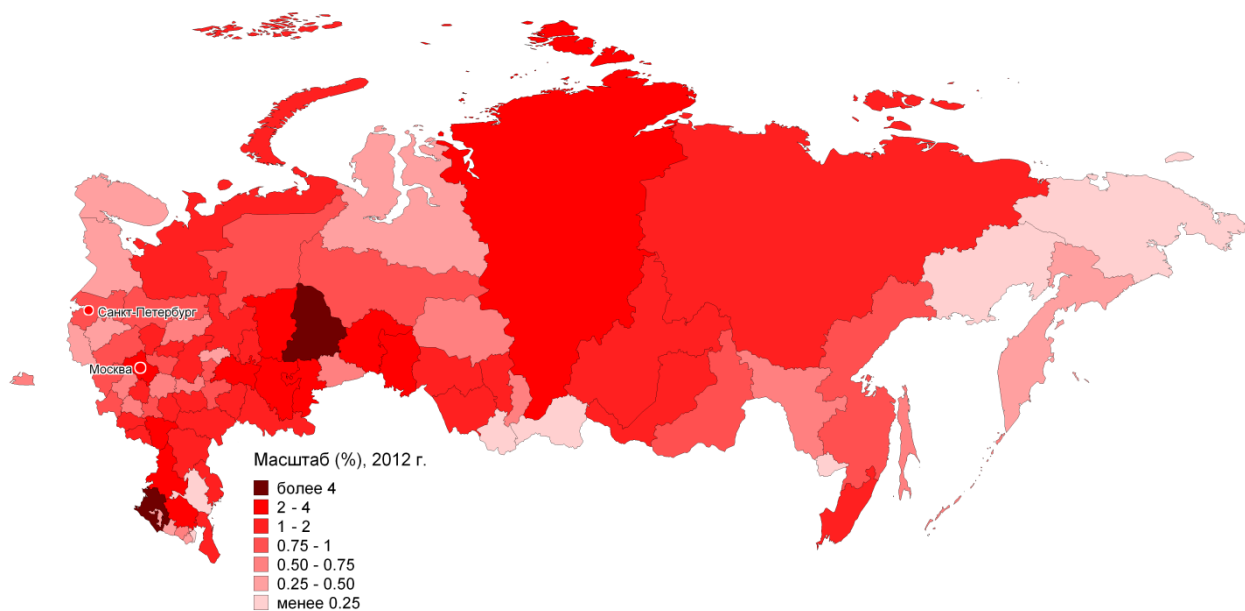 Санкт-Петербург
Москва
Масштаб (%), 2012 г.
более 4
2 - 4
1 - 2
0.75 - 1
0.50 - 0.75
0.25 - 0.50
менее 0.25